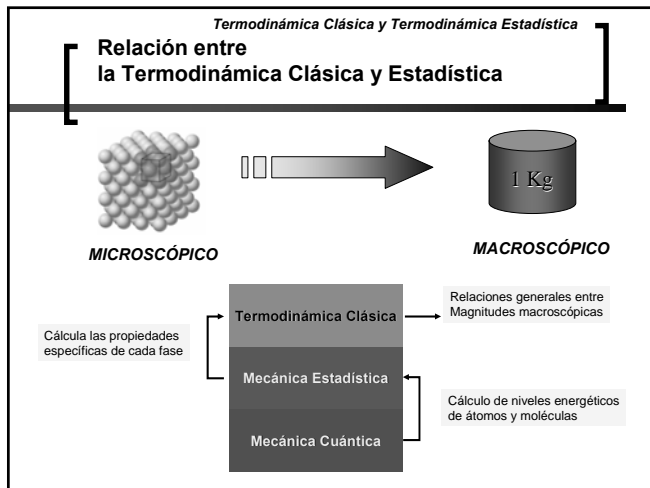 Termodinámica Clásica y Termodinámica Estadística
Relación entre
la Termodinámica Clásica y Estadística
1 Kg
MICROSCÓPICO
MACROSCÓPICO
Termodinámica Clásica
Relaciones generales entre
Magnitudes macroscópicas
Cálcula las propiedades
específicas de cada fase
Mecánica Estadística
Cálculo de niveles energéticos
de átomos y moléculas
Mecánica Cuántica